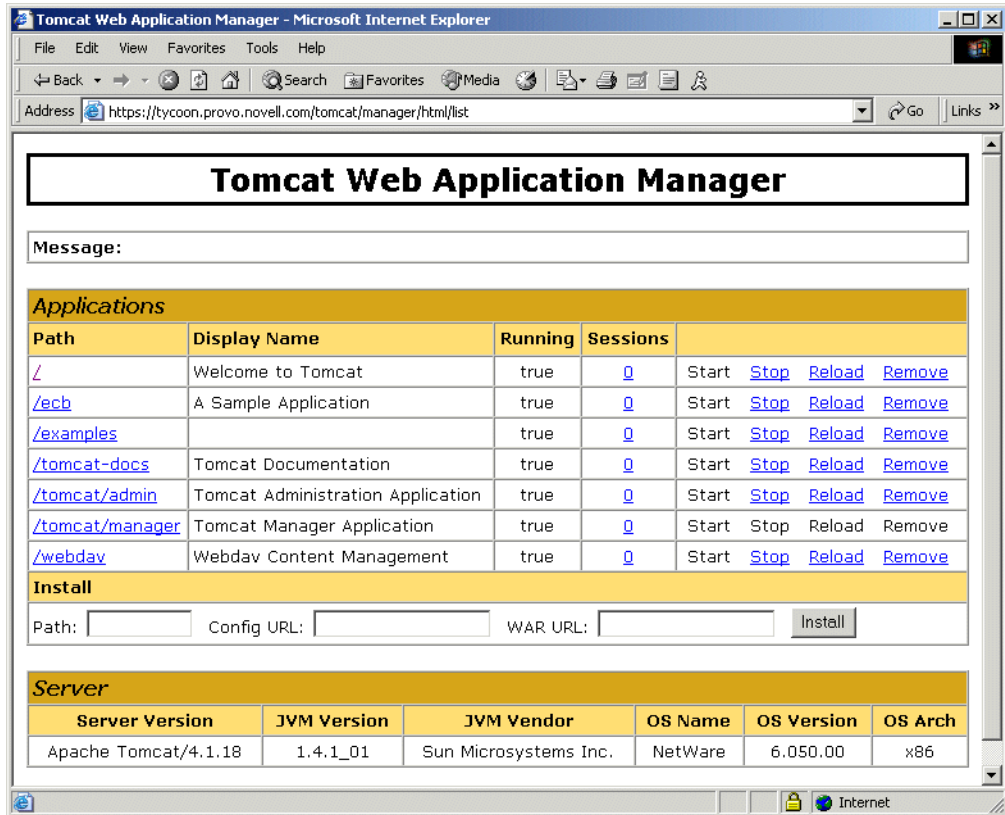 Tomcat Web Application Manager - Microsoft Internet Explorer
File Edit View Favorites Tools Help
Back Search Favorites Media
Address https://tycoon.provo.novell.com/tomcat/manager/html/list Go Links »
Tomcat Web Application Manager
Message:
Applications
Path Display Name Running Sessions
/ Welcome to Tomcat true 0 Start Stop Reload Remove
/ecb A Sample Application true 0 Start Stop Reload Remove
/examples true 0 Start Stop Reload Remove
/tomcat-docs Tomcat Documentation true 0 Start Stop Reload Remove
/tomcat/admin Tomcat Administration Application true 0 Start Stop Reload Remove
/tomcat/manager Tomcat Manager Application true 0 Start Stop Reload Remove
/webdav Webdav Content Management true 0 Start Stop Reload Remove
Install
Path: Config URL: WAR URL: Install
Server
Server Version JVM Version JVM Vendor OS Name OS Version OS Arch
Apache Tomcat/4.1.18 1.4.1_01 Sun Microsystems Inc. NetWare 6.050.00 x86
Internet